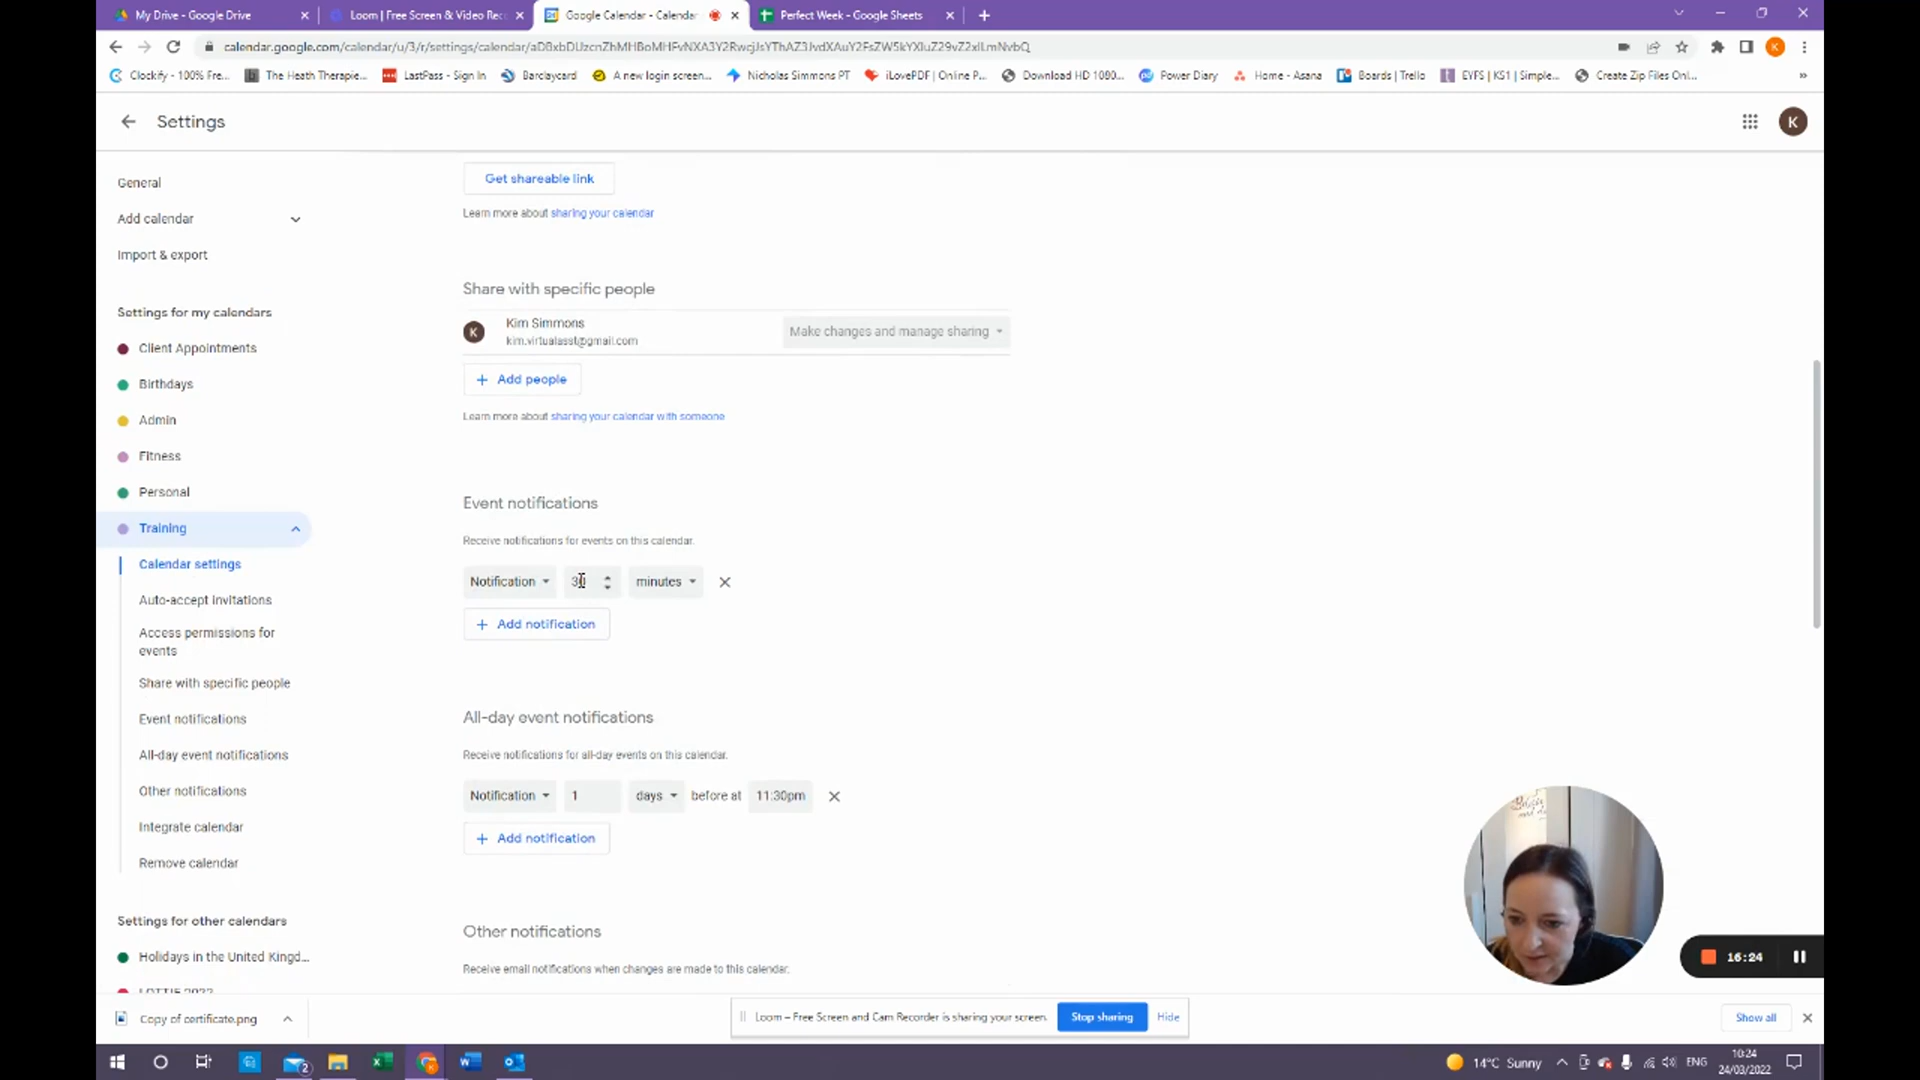 My Drive - Google Drive
Loom | Free Screen & Video Rec
Google Calendar - Calendar
Perfect Week - Google Sheets
Clockify - 100% Fre...
The Heath Therapie...
LastPass - Sign In
Barclaycard
A new login screen...
Nicholas Simmons PT
iLovePDF | Online P...
Download HD 1080...
Power Diary
Home - Asana
Boards | Trello
EYFS | KS1 | Simple...
Create Zip Files Onl...
»
Settings
K
General
Add calendar
Import & export
Settings for my calendars
Client Appointments
Birthdays
Admin
Fitness
Personal
Training
Calendar settings
Auto-accept invitations
Access permissions for
events
Share with specific people
Event notifications
All-day event notifications
Other notifications
Integrate calendar
Remove calendar
Settings for other calendars
Holidays in the United Kingd...
LOTTIE 2022
Get shareable link
Learn more about sharing your calendar
Share with specific people
K
Kim Simmons
kim.virtualasst@gmail.com
Make changes and manage sharing
+ Add people
Learn more about sharing your calendar with someone
Event notifications
Receive notifications for events on this calendar.
Notification 30 minutes
+ Add notification
All-day event notifications
Receive notifications for all-day events on this calendar.
Notification 1 days before at 11:30pm
+ Add notification
Other notifications
Receive email notifications when changes are made to this calendar.
16:24
Copy of certificate.png
Loom – Free Screen and Cam Recorder is sharing your screen.
Stop sharing
Hide
Show all
2
14°C Sunny
ENG
10:24
24/03/2022